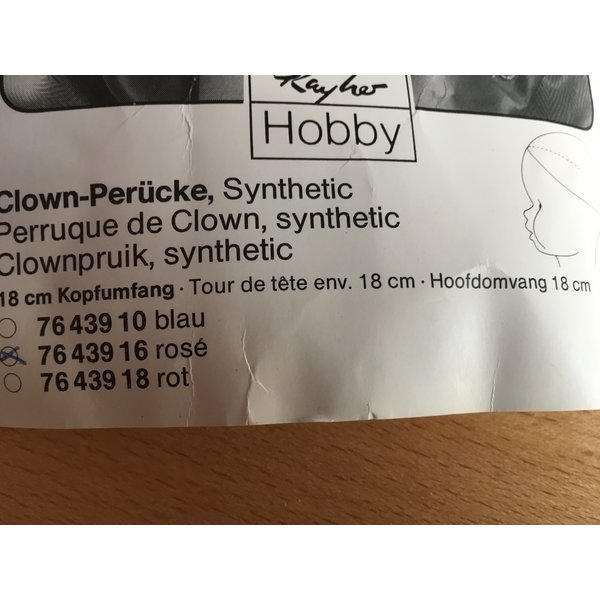 Rayher
Hobby
Clown-Perücke, Synthetic
Perruque de Clown, synthetic
Clownpruik, synthetic
18 cm Kopfumfang · Tour de tête env. 18 cm · Hoofdomvang 18 cm
76 439 10 blau
76 439 16 rosé
76 439 18 rot